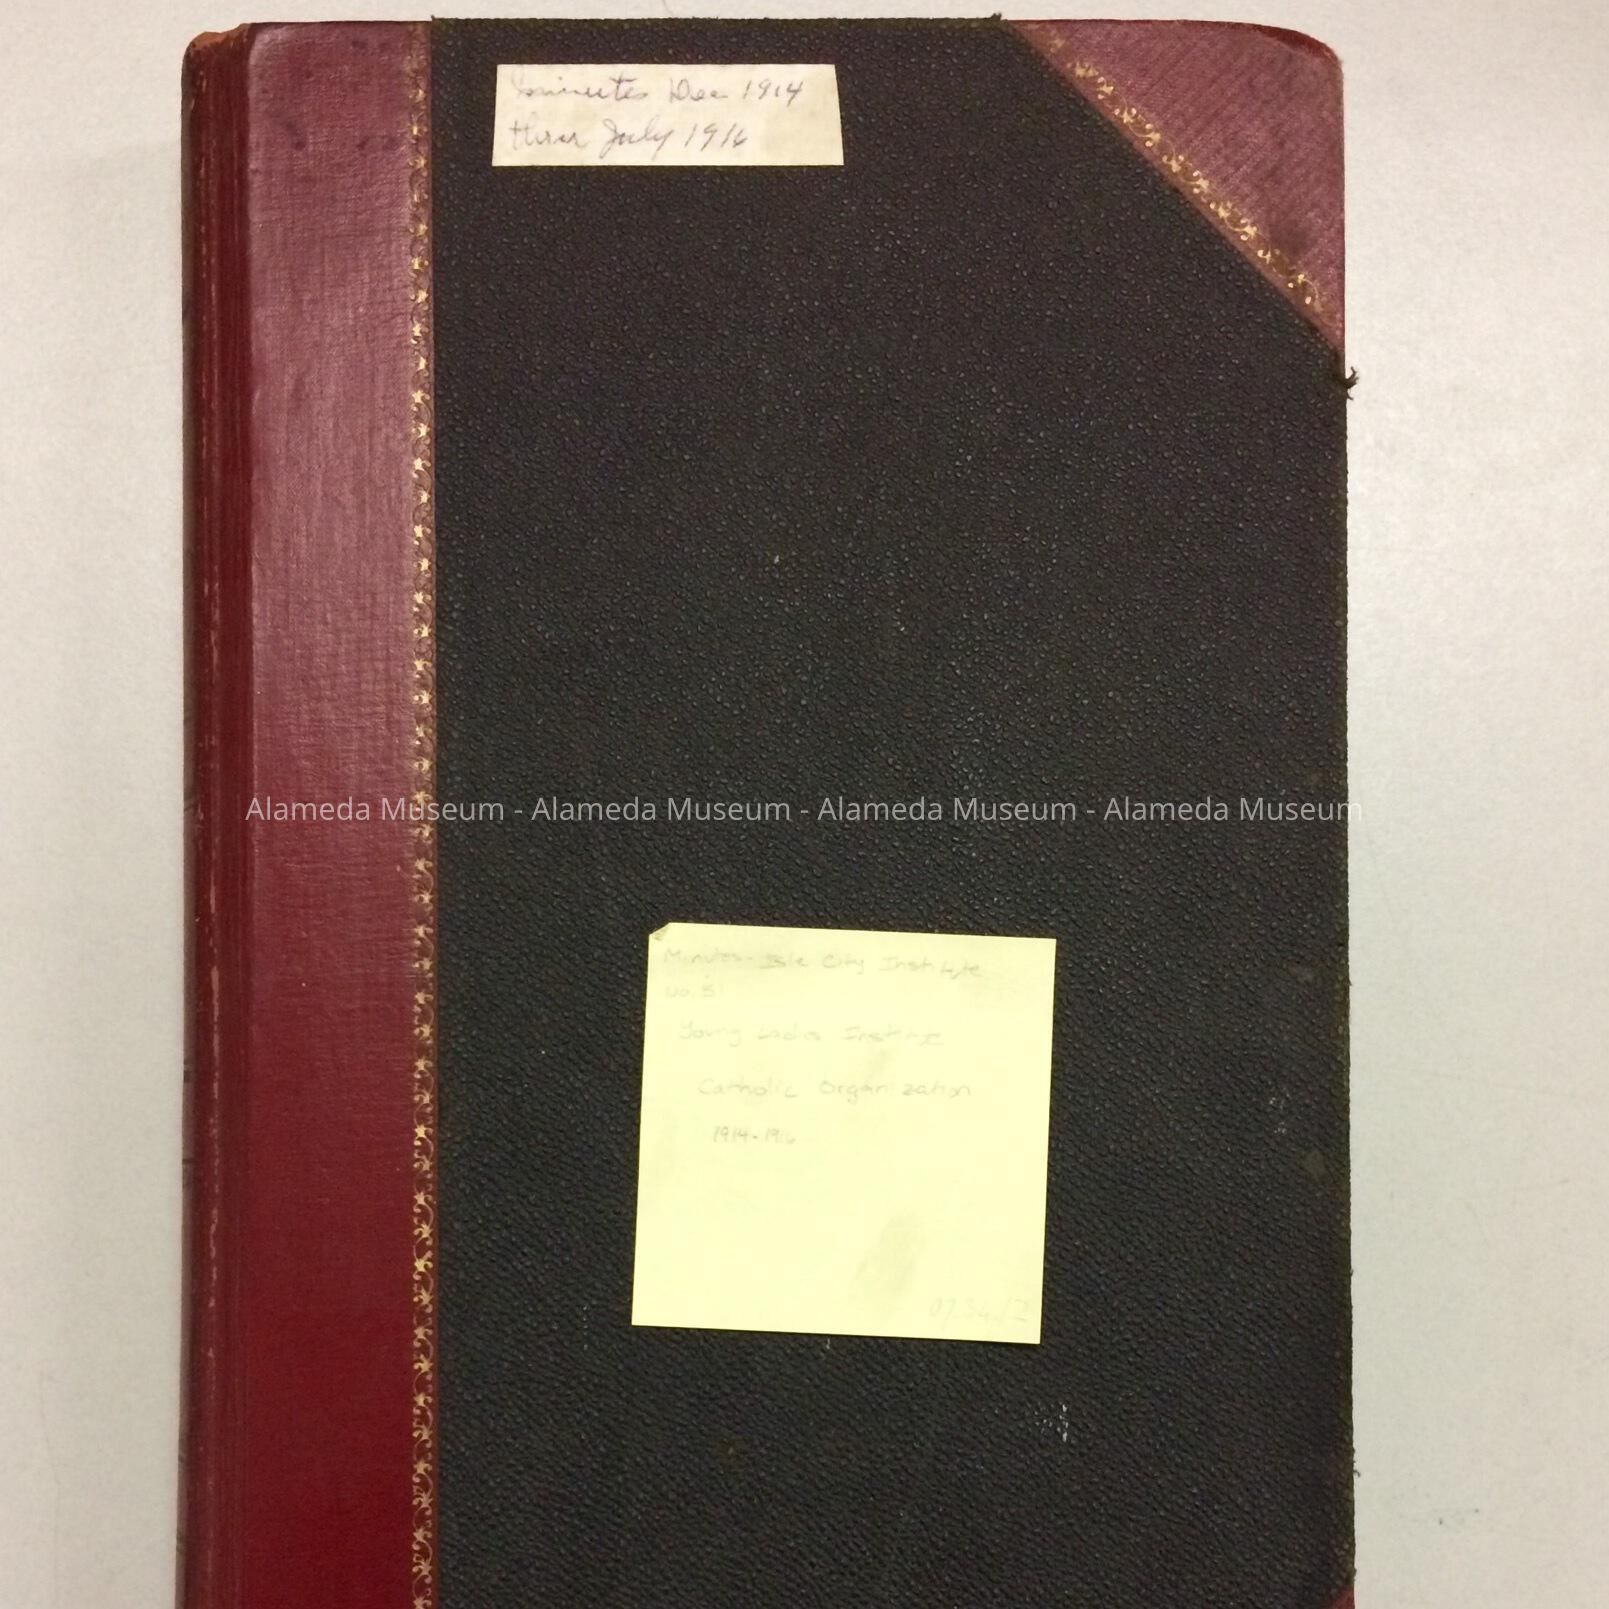 minutes Dec 1914
thru July 1916
Alameda Museum - Alameda Museum - Alameda Museum - Alameda Museum
Minutes - Isle City Institute
No. 51
Young Ladies Institute
Catholic Organization
1914-1916